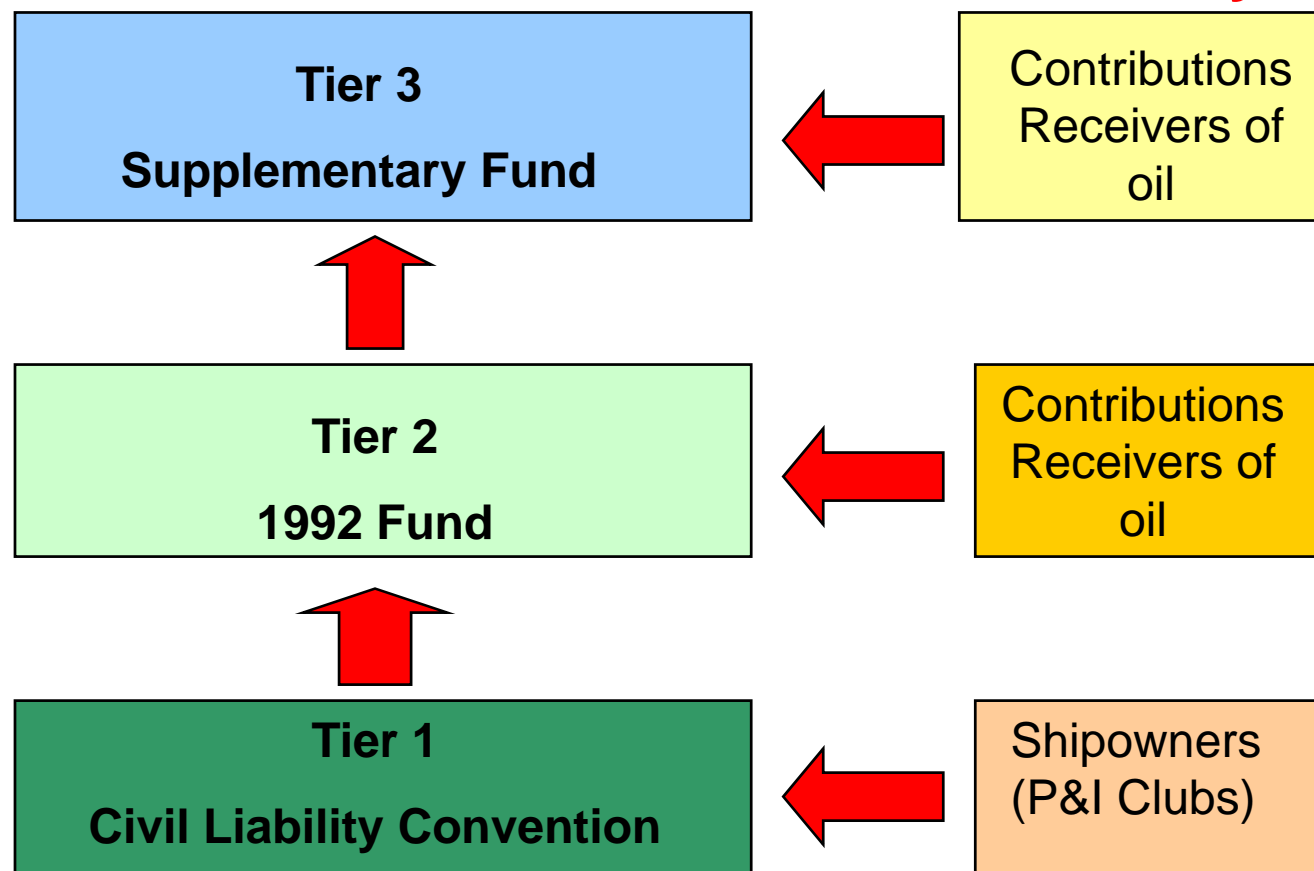 Tier 3
Supplementary Fund
Contributions
Receivers of
oil
Tier 2
1992 Fund
Contributions
Receivers of
oil
Tier 1
Civil Liability Convention
Shipowners
(P&I Clubs)